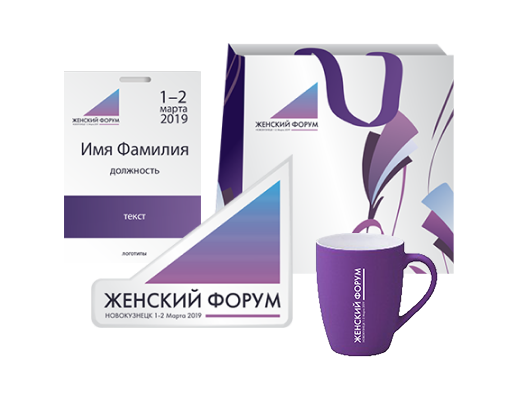 ЖЕНСКИЙ ФОРУМ
1–2
марта
2019
Имя Фамилия
должность
текст
логотипы
ЖЕНСКИЙ ФОРУМ
ЖЕНСКИЙ ФОРУМ
НОВОКУЗНЕЦК 1-2 Марта 2019
ЖЕНСКИЙ ФОРУМ